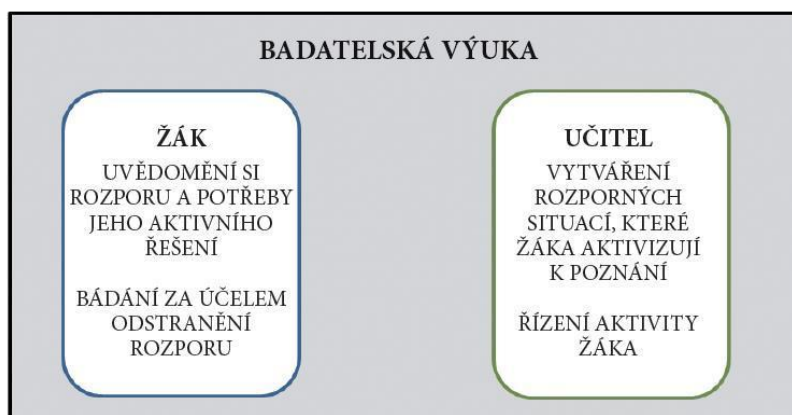 BADATELSKÁ VÝUKA
ŽÁK
UVĚDOMĚNÍ SI
ROZPORU A POTŘEBY
JEHO AKTIVNÍHO
ŘEŠENÍ
BÁDÁNÍ ZA ÚČELEM
ODSTRANĚNÍ
ROZPORU
UČITEL
VYTVÁŘENÍ
ROZPORNÝCH
SITUACÍ, KTERÉ
ŽÁKA AKTIVIZUJÍ
K POZNÁNÍ
ŘÍZENÍ AKTIVITY
ŽÁKA